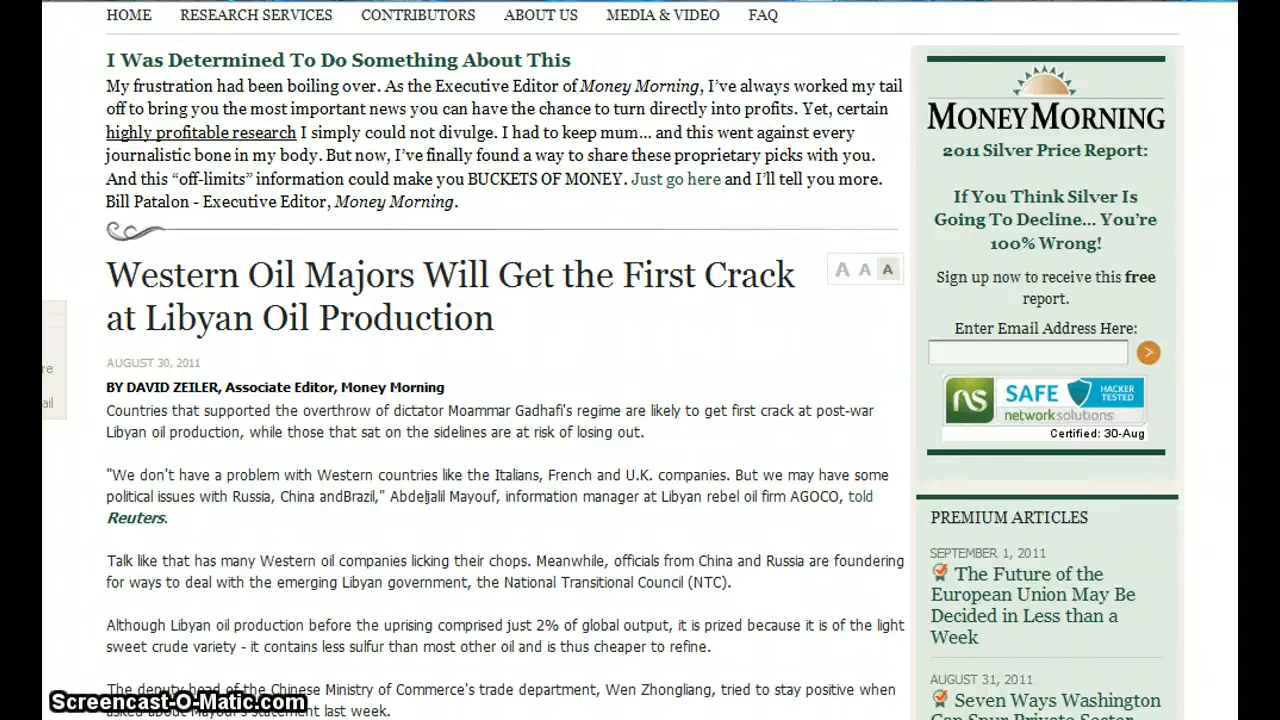 HOME RESEARCH SERVICES CONTRIBUTORS ABOUT US MEDIA & VIDEO FAQ
I Was Determined To Do Something About This
My frustration had been boiling over. As the Executive Editor of Money Morning, I've always worked my tail
off to bring you the most important news you can have the chance to turn directly into profits. Yet, certain
highly profitable research I simply could not divulge. I had to keep mum... and this went against every
journalistic bone in my body. But now, I've finally found a way to share these proprietary picks with you.
And this “off-limits” information could make you BUCKETS OF MONEY. Just go here and I'll tell you more.
Bill Patalon - Executive Editor, Money Morning.
Western Oil Majors Will Get the First Crack
at Libyan Oil Production
A A A
AUGUST 30, 2011
BY DAVID ZEILER, Associate Editor, Money Morning
Countries that supported the overthrow of dictator Moammar Gadhafi's regime are likely to get first crack at post-war
Libyan oil production, while those that sat on the sidelines are at risk of losing out.
"We don't have a problem with Western countries like the Italians, French and U.K. companies. But we may have some
political issues with Russia, China andBrazil," Abdeljalil Mayouf, information manager at Libyan rebel oil firm AGOCO, told
Reuters.
Talk like that has many Western oil companies licking their chops. Meanwhile, officials from China and Russia are foundering
for ways to deal with the emerging Libyan government, the National Transitional Council (NTC).
Although Libyan oil production before the uprising comprised just 2% of global output, it is prized because it is of the light
sweet crude variety - it contains less sulfur than most other oil and is thus cheaper to refine.
The deputy head of the Chinese Ministry of Commerce's trade department, Wen Zhongliang, tried to stay positive when
asked about Mayouf's statement last week.
re
ail
MONEY MORNING
2011 Silver Price Report:
If You Think Silver Is
Going To Decline... You're
100% Wrong!
Sign up now to receive this free
report.
Enter Email Address Here:
ns SAFE HACKER
TESTED
networksolutions
Certified: 30-Aug
PREMIUM ARTICLES
SEPTEMBER 1, 2011
The Future of the
European Union May Be
Decided in Less than a
Week
AUGUST 31, 2011
Seven Ways Washington
Can Spur Private Sector
Screencast-O-Matic.com